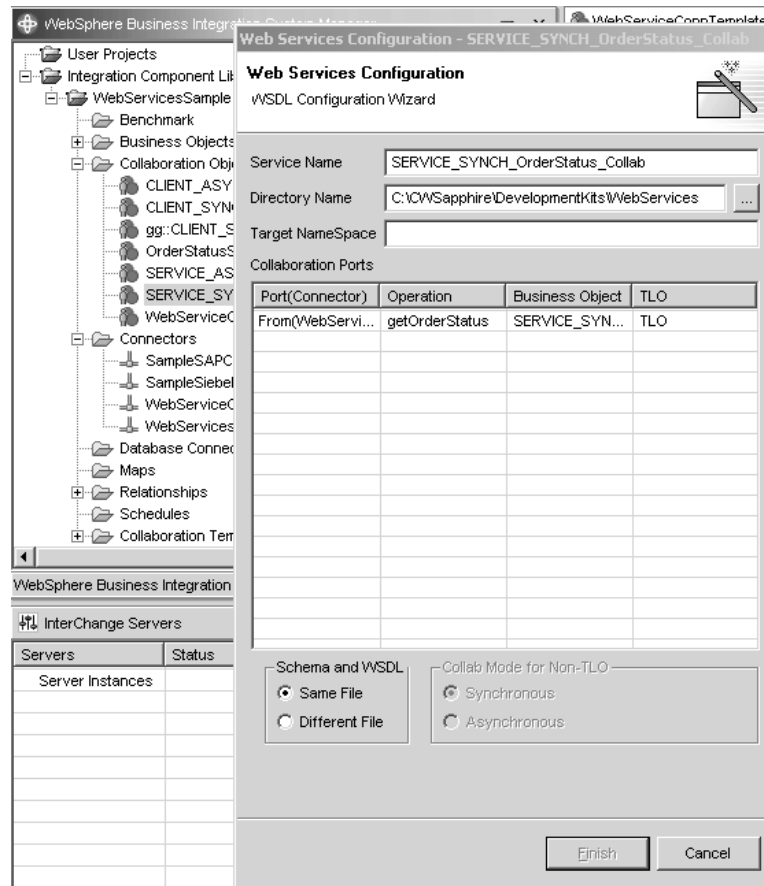 WebSphere Business Integration System Manager
User Projects
Integration Component Lib
WebServicesSample
Benchmark
Business Objects
Collaboration Obje
CLIENT_ASY
CLIENT_SYN
gg::CLIENT_S
OrderStatusS
SERVICE_AS
SERVICE_SY
WebServiceC
Connectors
SampleSAPC
SampleSiebel
WebServiceC
WebServices
Database Connec
Maps
Relationships
Schedules
Collaboration Tem
WebSphere Business Integration
InterChange Servers
Servers Status
Server Instances
WebServiceConnTemplate
Web Services Configuration - SERVICE_SYNCH_OrderStatus_Collab
Web Services Configuration
WSDL Configuration Wizard
Service Name SERVICE_SYNCH_OrderStatus_Collab
Directory Name C:\CWSapphire\DevelopmentKits\WebServices ...
Target NameSpace
Collaboration Ports
Port(Connector) Operation Business Object TLO
From(WebServi... getOrderStatus SERVICE_SYN... TLO
Schema and WSDL
Same File
Different File
Collab Mode for Non-TLO
Synchronous
Asynchronous
Finish Cancel